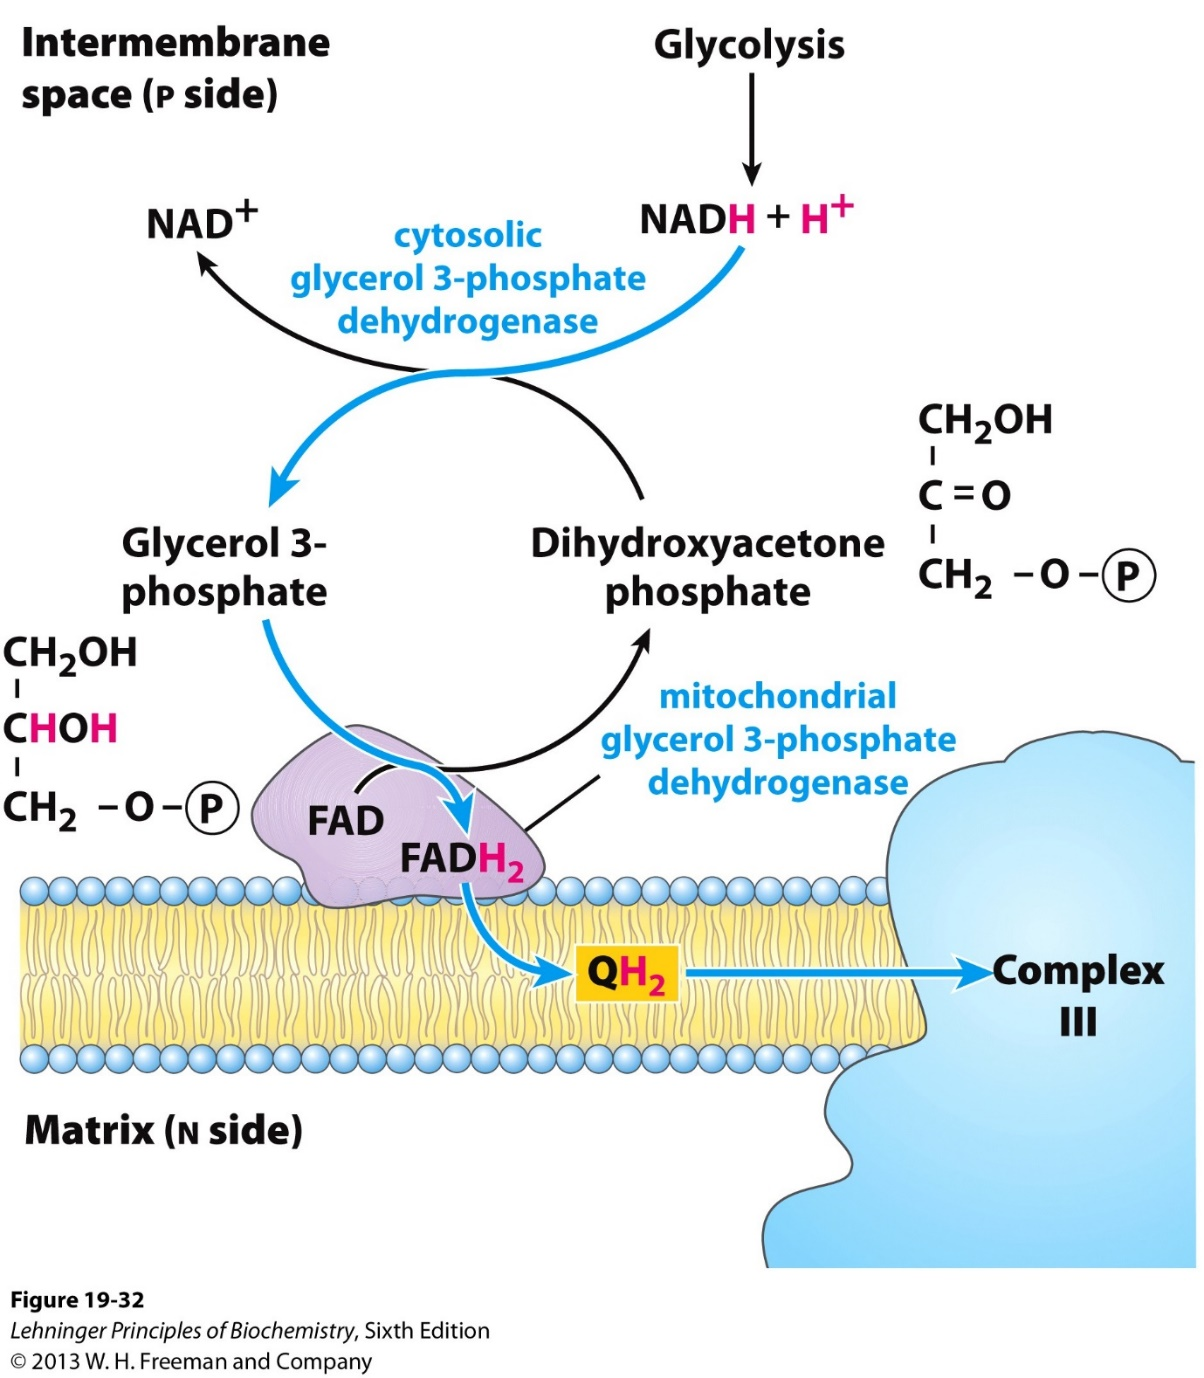 Intermembrane
space (P side)
Glycolysis
NAD⁺
NADH + H⁺
cytosolic
glycerol 3-phosphate
dehydrogenase
CH₂OH
C=O
CH₂ –O–P
Glycerol 3-
phosphate
Dihydroxyacetone
phosphate
CH₂OH
CHOH
CH₂ –O–P
mitochondrial
glycerol 3-phosphate
dehydrogenase
FAD
FADH₂
QH₂
Complex
III
Matrix (N side)
Figure 19-32
Lehninger Principles of Biochemistry, Sixth Edition
© 2013 W. H. Freeman and Company